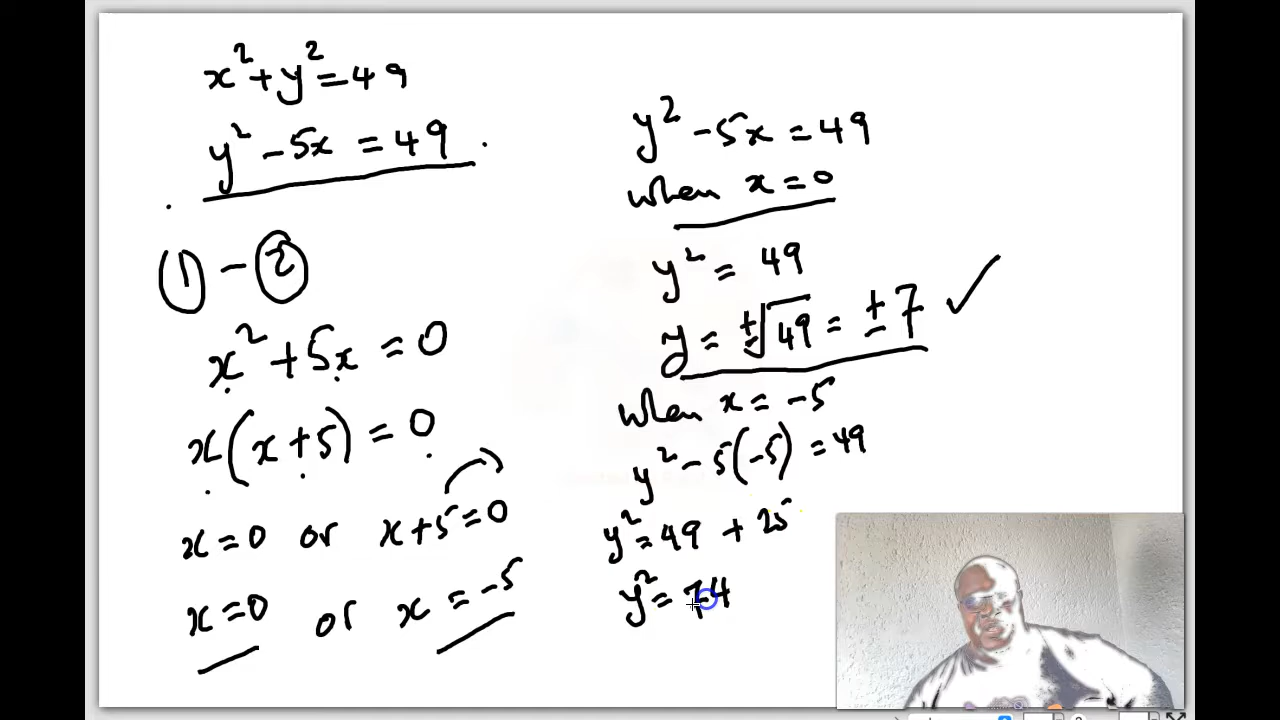 x² + y² = 49
y² - 5x = 49
① - ②
x² + 5x = 0
x(x + 5) = 0
x = 0 or x + 5 = 0
x = 0 or x = -5
y² - 5x = 49
when x = 0
y² = 49
y = ±√49 = ±7 ✓
when x = -5
y² - 5(-5) = 49
y² = 49 + 25
y² = 74